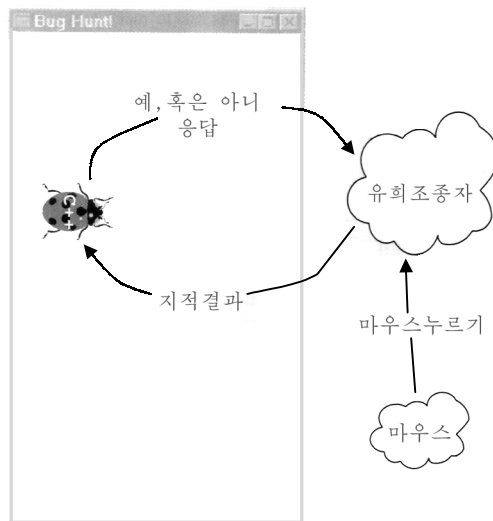 Bug Hunt!
예, 혹은 아니
응답
유희조종자
C++
지적결과
마우스누르기
마우스